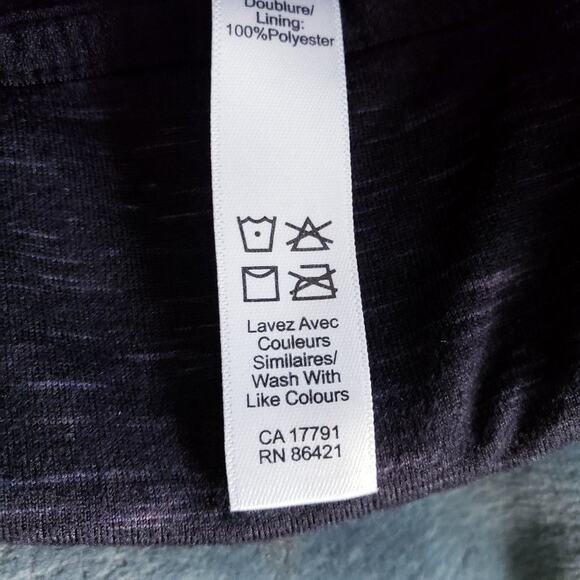 Doublure/
Lining:
100%Polyester
Lavez Avec
Couleurs
Similaires/
Wash With
Like Colours
CA 17791
RN 86421